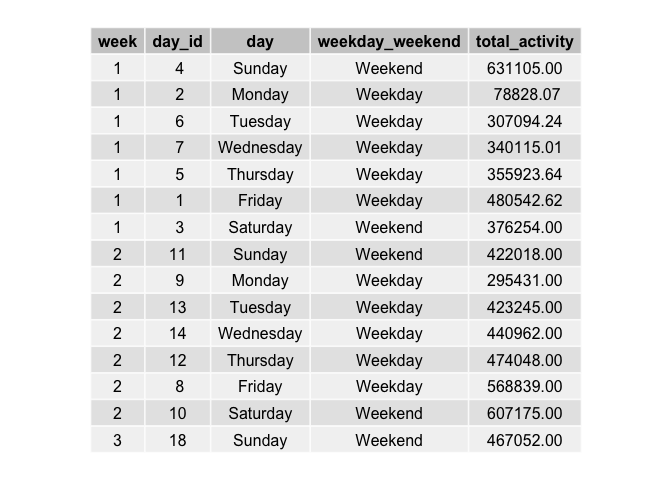 week day_id day weekday_weekend total_activity
1 4 Sunday Weekend 631105.00
1 2 Monday Weekday 78828.07
1 6 Tuesday Weekday 307094.24
1 7 Wednesday Weekday 340115.01
1 5 Thursday Weekday 355923.64
1 1 Friday Weekday 480542.62
1 3 Saturday Weekend 376254.00
2 11 Sunday Weekend 422018.00
2 9 Monday Weekday 295431.00
2 13 Tuesday Weekday 423245.00
2 14 Wednesday Weekday 440962.00
2 12 Thursday Weekday 474048.00
2 8 Friday Weekday 568839.00
2 10 Saturday Weekend 607175.00
3 18 Sunday Weekend 467052.00